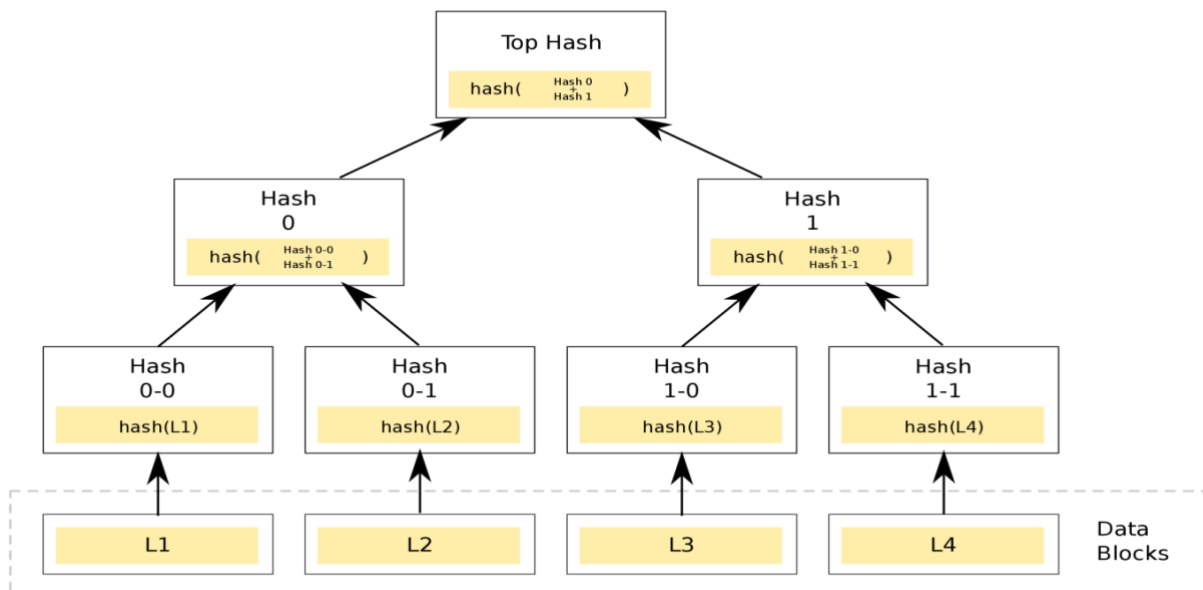 Top Hash
hash( Hash 0 + Hash 1 )
Hash
0
hash( Hash 0-0 + Hash 0-1 )
Hash
1
hash( Hash 1-0 + Hash 1-1 )
Hash
0-0
hash(L1)
Hash
0-1
hash(L2)
Hash
1-0
hash(L3)
Hash
1-1
hash(L4)
L1
L2
L3
L4
Data
Blocks